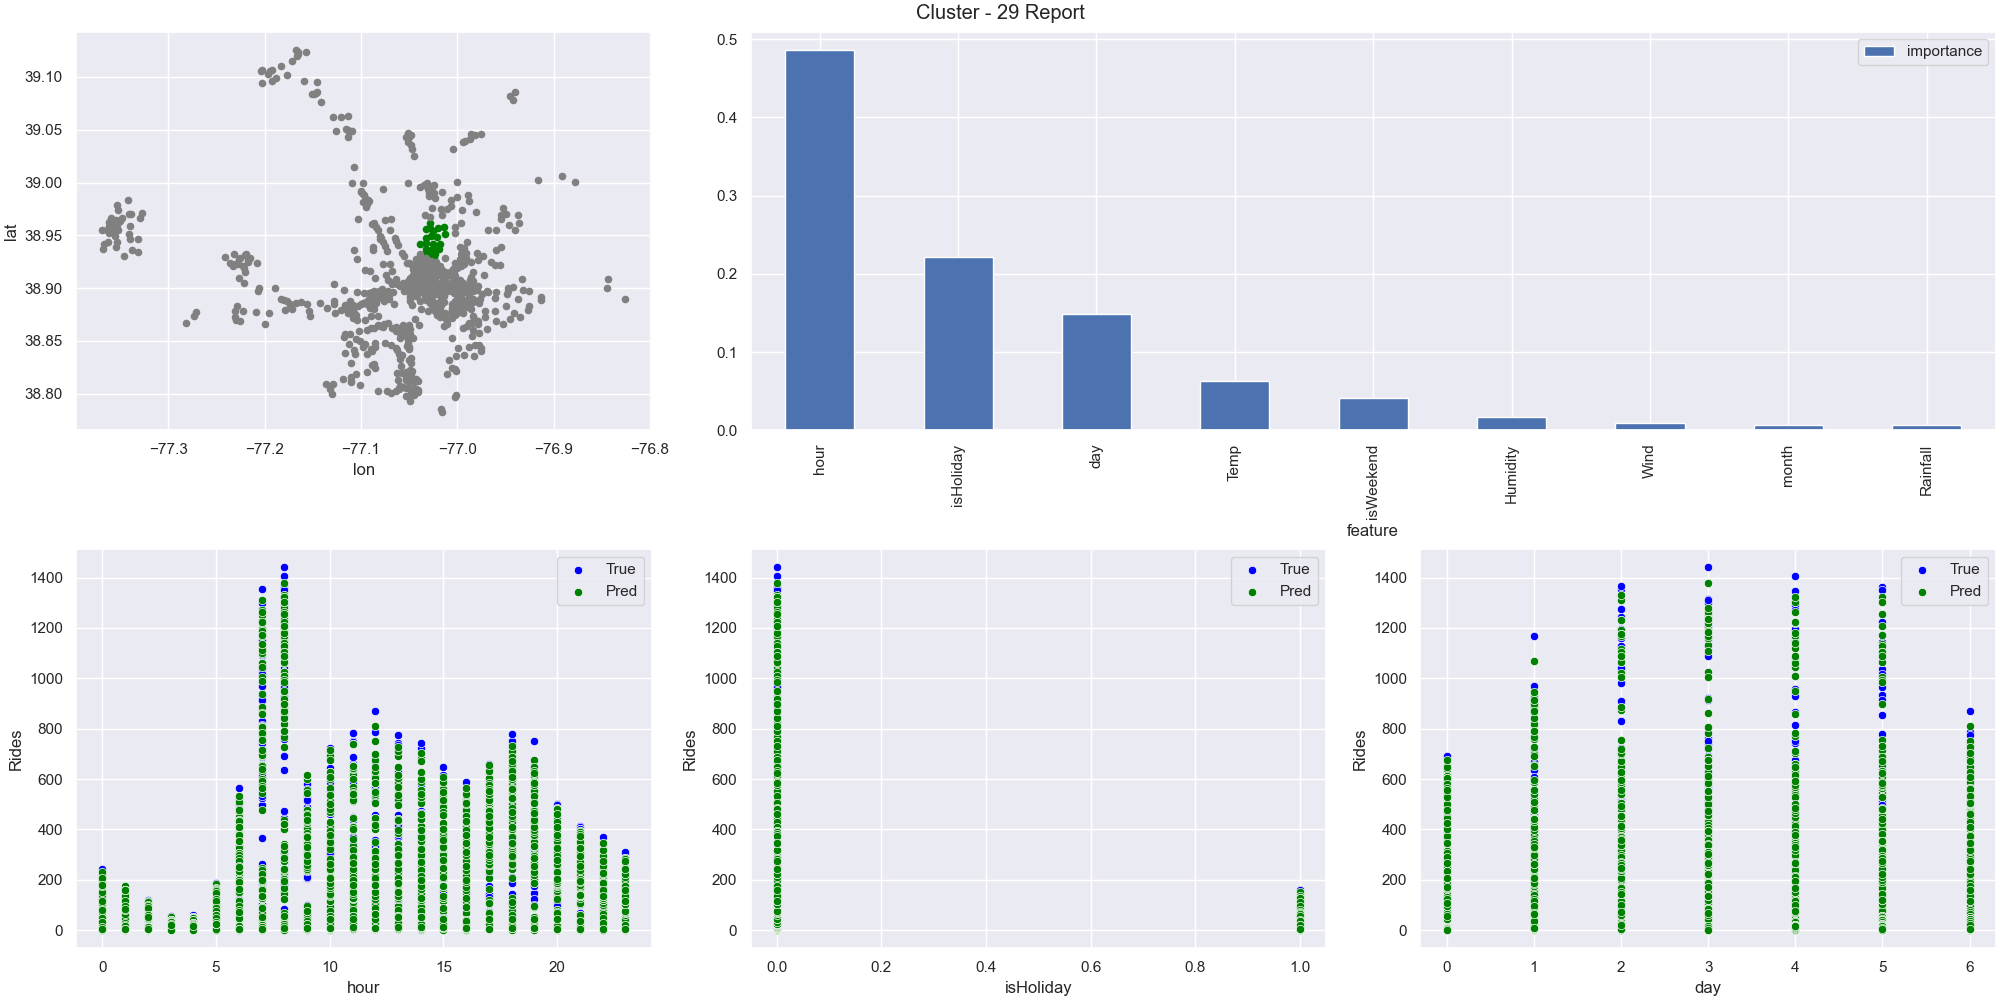 Cluster - 29 Report
39.10
39.05
39.00
38.95
38.90
38.85
38.80
lat
−77.3 −77.2 −77.1 −77.0 −76.9 −76.8
lon
0.5
0.4
0.3
0.2
0.1
0.0
importance
hour isHoliday day Temp isWeekend Humidity Wind month Rainfall
feature
1400
1200
1000
800
600
400
200
0
Rides
True
Pred
0 5 10 15 20
hour
1400
1200
1000
800
600
400
200
0
Rides
True
Pred
0.0 0.2 0.4 0.6 0.8 1.0
isHoliday
1400
1200
1000
800
600
400
200
0
Rides
True
Pred
0 1 2 3 4 5 6
day